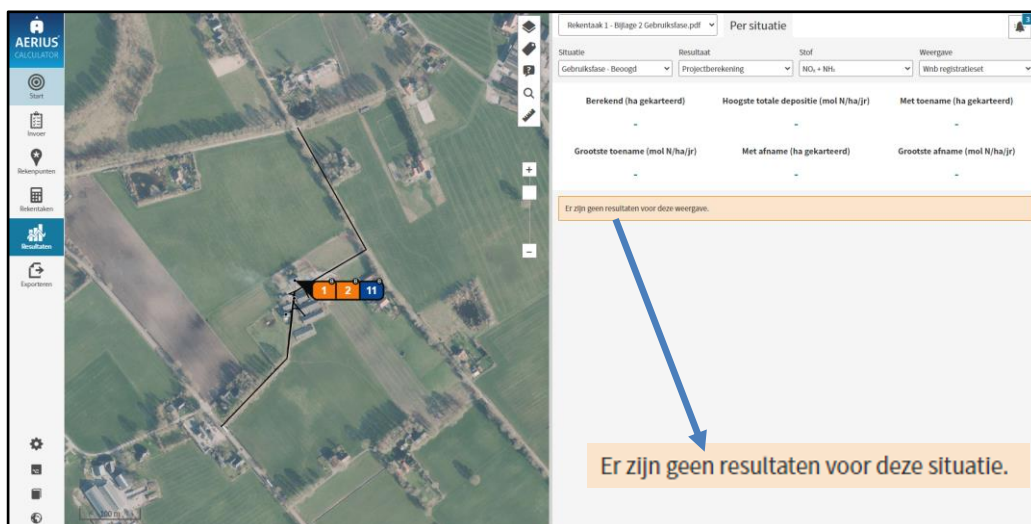 AERIUS
CALCULATOR
Start
Invoer
Rekenpunten
Rekentaken
Resultaten
Exporteren
1 2 11
100 m
Rekentaak 1 - Bijlage 2 Gebruiksfase.pdf
Per situatie
3
Situatie Resultaat Stof Weergave
Gebruiksfase - Beoogd Projectberekening NOₓ + NH₃ Wnb registratieset
Berekend (ha gekarteerd) Hoogste totale depositie (mol N/ha/jr) Met toename (ha gekarteerd)
- - -
Grootste toename (mol N/ha/jr) Met afname (ha gekarteerd) Grootste afname (mol N/ha/jr)
- - -
Er zijn geen resultaten voor deze weergave.
Er zijn geen resultaten voor deze situatie.